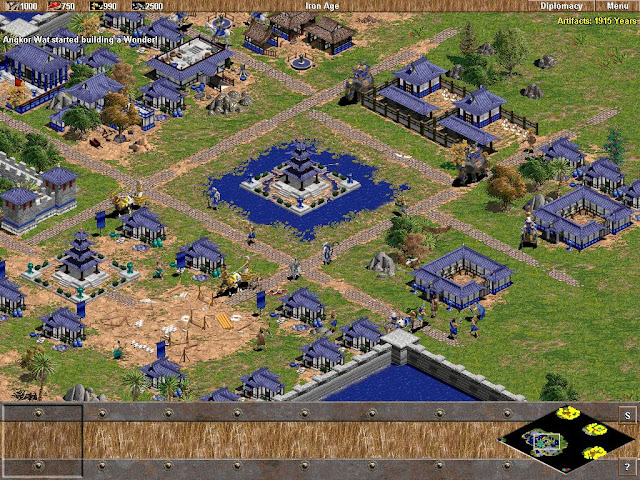 1000 750 990 2500 Iron Age Diplomacy Menu
Artifacts: 1915 Years
Angkor Wat started building a Wonder!
S
?